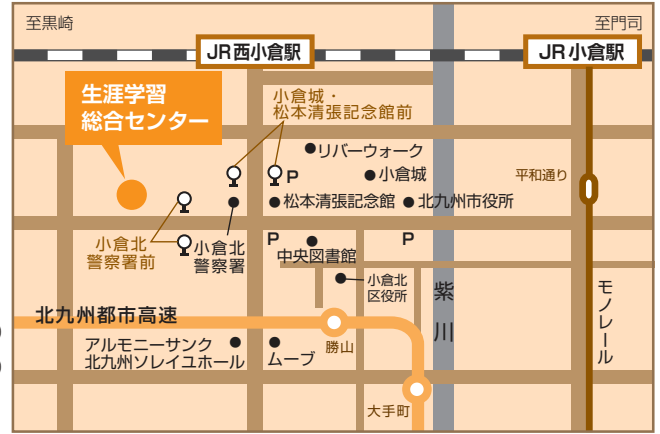 至黒崎
至門司
JR西小倉駅
JR小倉駅
生涯学習
総合センター
小倉城・
松本清張記念館前
リバーウォーク
P
小倉城
平和通り
松本清張記念館
北九州市役所
小倉北
警察署前
小倉北
警察署
P
中央図書館
P
小倉北
区役所
紫川
モノレール
北九州都市高速
アルモニーサンク
北九州ソレイユホール
ムーブ
勝山
大手町